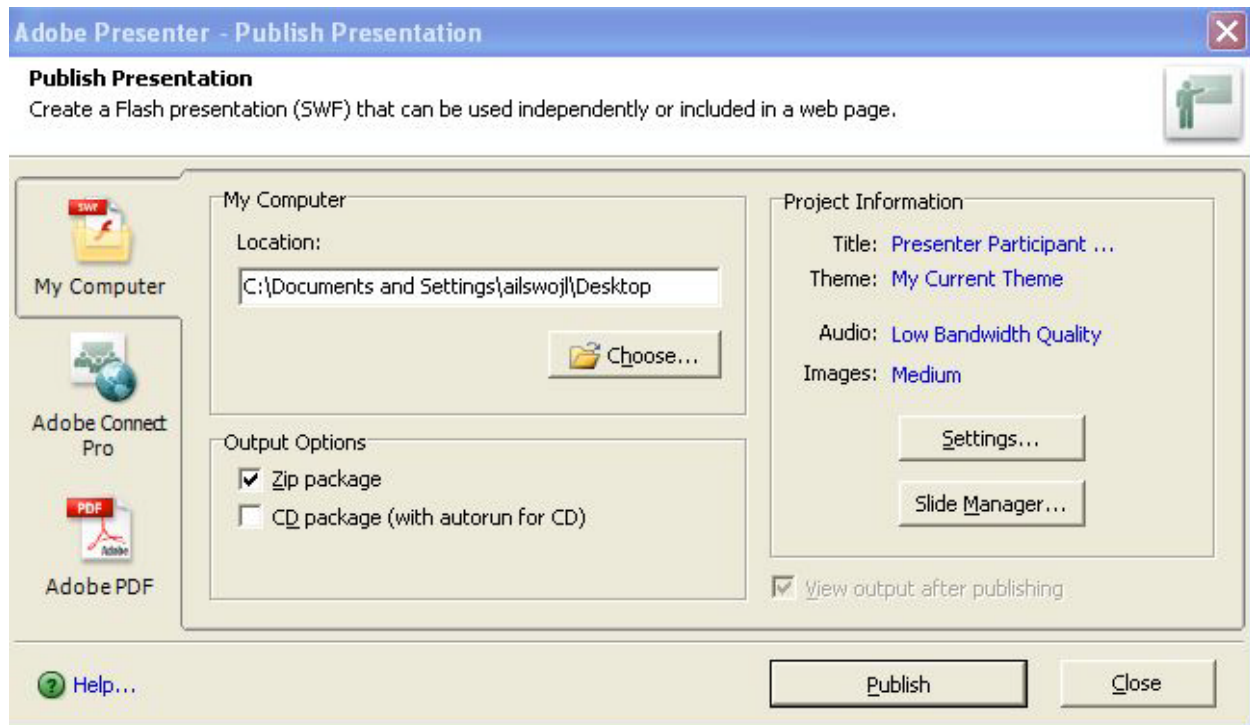 Adobe Presenter - Publish Presentation
Publish Presentation
Create a Flash presentation (SWF) that can be used independently or included in a web page.
SWF
My Computer
Adobe Connect
Pro
PDF
Adobe
Adobe PDF
My Computer
Location:
C:\Documents and Settings\ailswojl\Desktop
Choose...
Output Options
Zip package
CD package (with autorun for CD)
Project Information
Title: Presenter Participant ...
Theme: My Current Theme
Audio: Low Bandwidth Quality
Images: Medium
Settings...
Slide Manager...
View output after publishing
Help...
Publish
Close